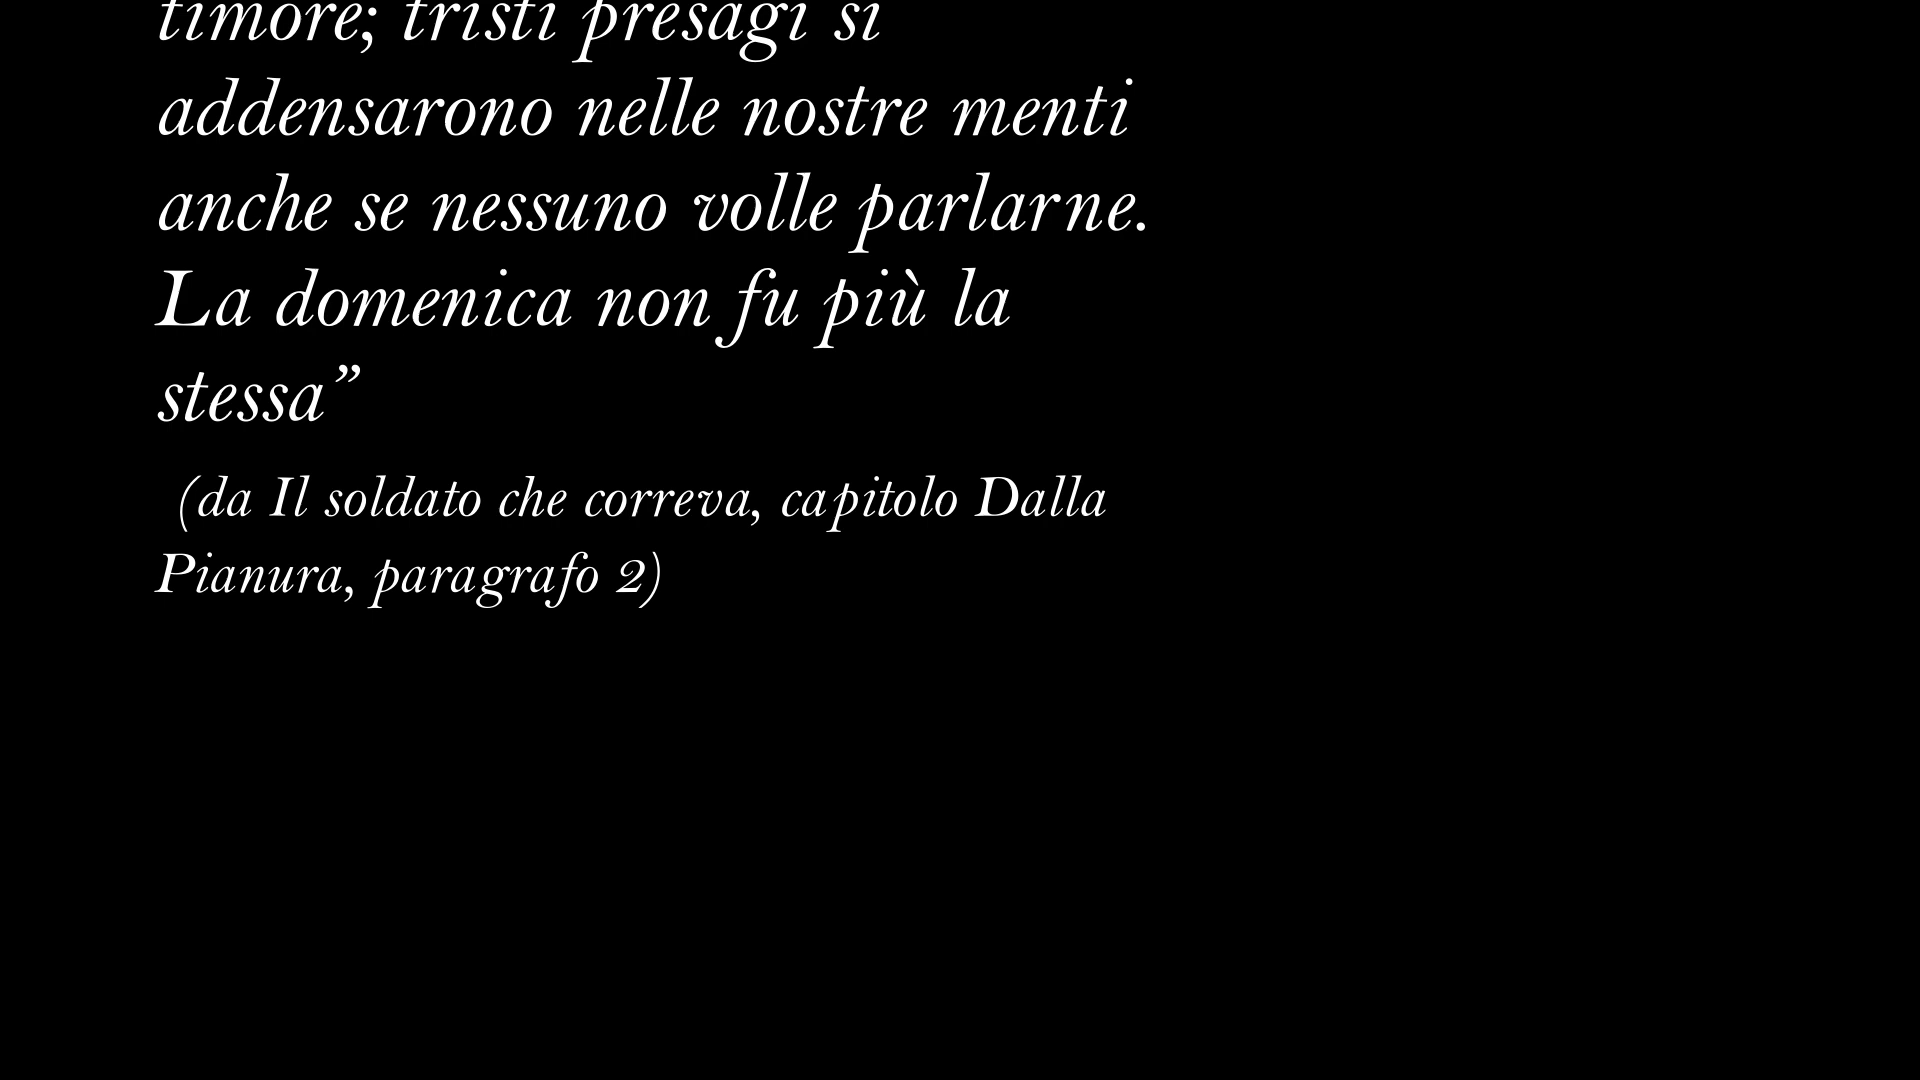 timore; tristi presagi si
addensarono nelle nostre menti
anche se nessuno volle parlarne.
La domenica non fu più la
stessa”
(da Il soldato che correva, capitolo Dalla
Pianura, paragrafo 2)